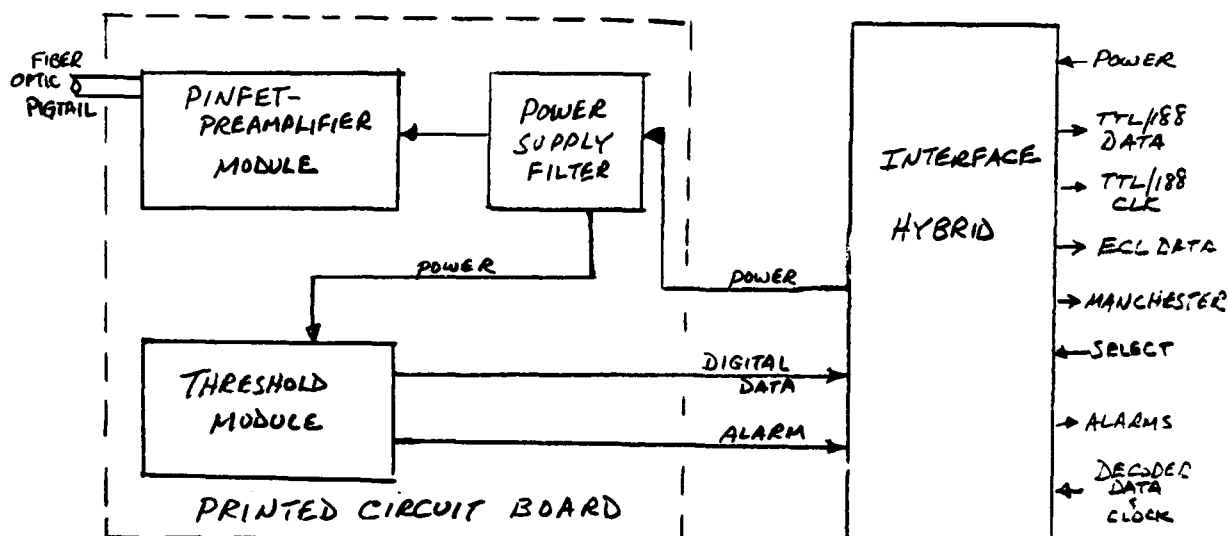 FIBER
OPTIC
PIGTAIL
PINFET-
PREAMPLIFIER
MODULE
POWER
SUPPLY
FILTER
INTERFACE
HYBRID
POWER
TTL/188
DATA
TTL/188
CLK
ECL DATA
MANCHESTER
SELECT
ALARMS
DECODER
DATA
&
CLOCK
POWER
POWER
THRESHOLD
MODULE
DIGITAL
DATA
ALARM
PRINTED CIRCUIT BOARD